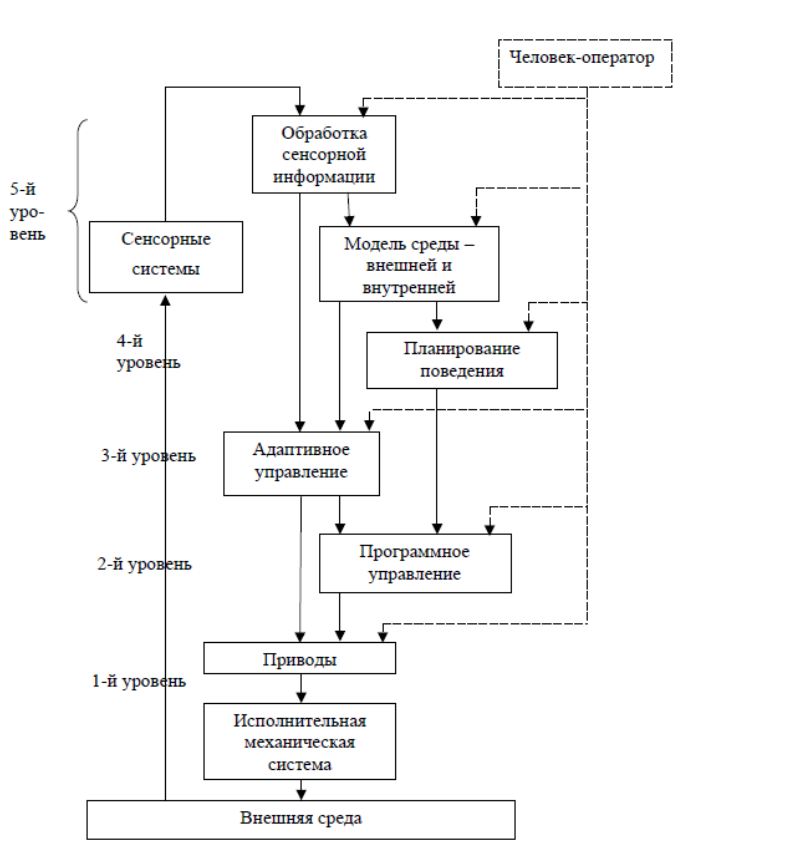 Человек-оператор
Обработка
сенсорной
информации
5-й
уро-
вень
Сенсорные
системы
Модель среды –
внешней и
внутренней
4-й
уровень
Планирование
поведения
3-й уровень
Адаптивное
управление
2-й уровень
Программное
управление
Приводы
1-й уровень
Исполнительная
механическая
система
Внешняя среда